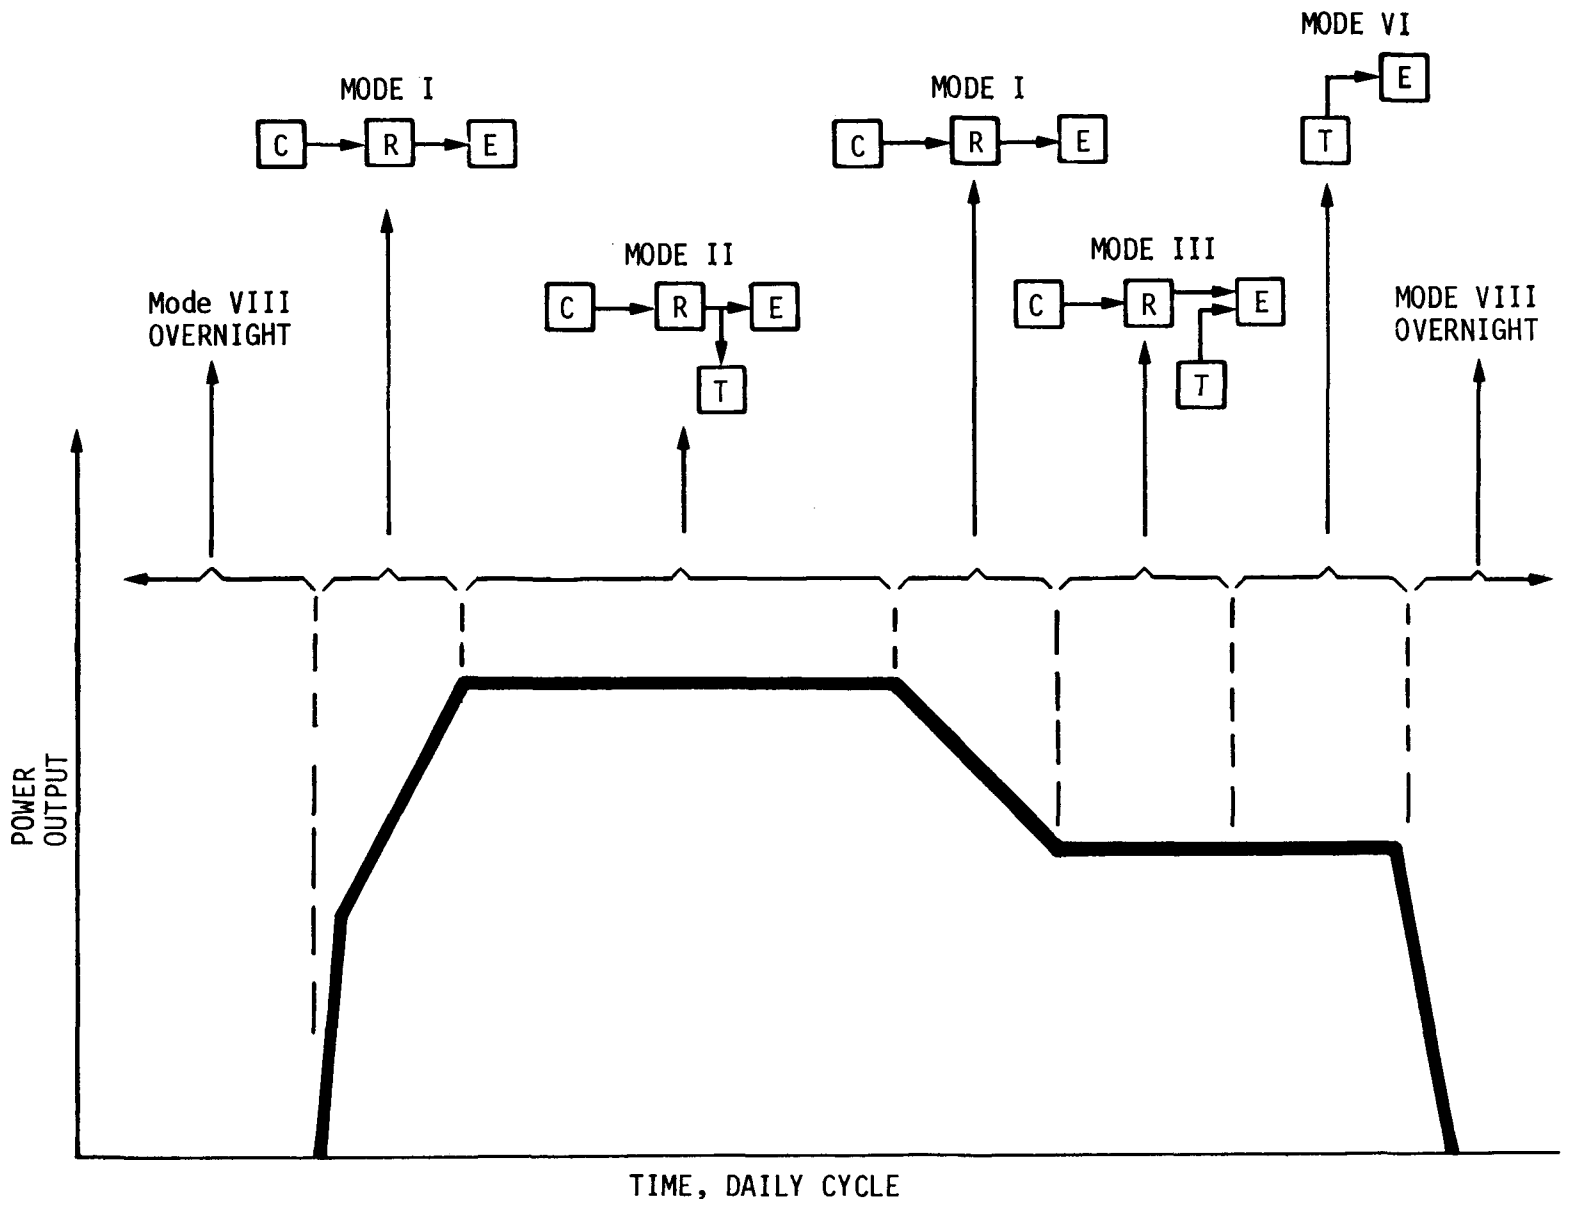 MODE VI
E
T
MODE I
C R E
MODE I
C R E
MODE II
C R E
T
MODE III
C R E
T
Mode VIII
OVERNIGHT
MODE VIII
OVERNIGHT
POWER
OUTPUT
TIME, DAILY CYCLE